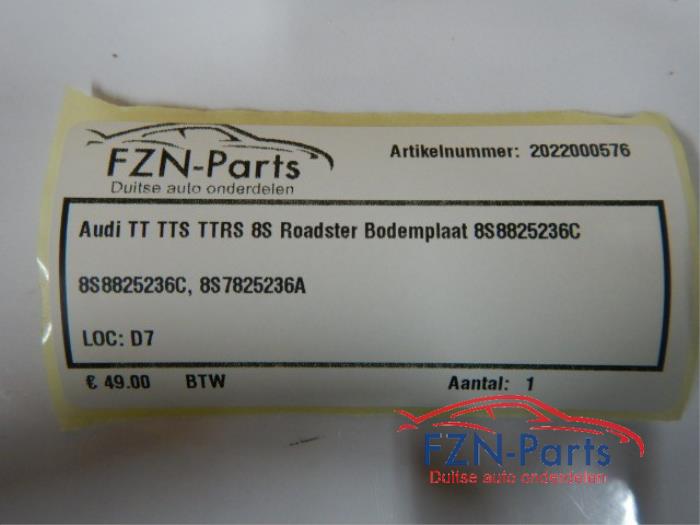 FZN-Parts
Duitse auto onderdelen
Artikelnummer: 2022000576
Audi TT TTS TTRS 8S Roadster Bodemplaat 8S8825236C
8S8825236C, 8S7825236A
LOC: D7
€ 49.00 BTW Aantal: 1
FZN-Parts
Duitse auto onderdelen